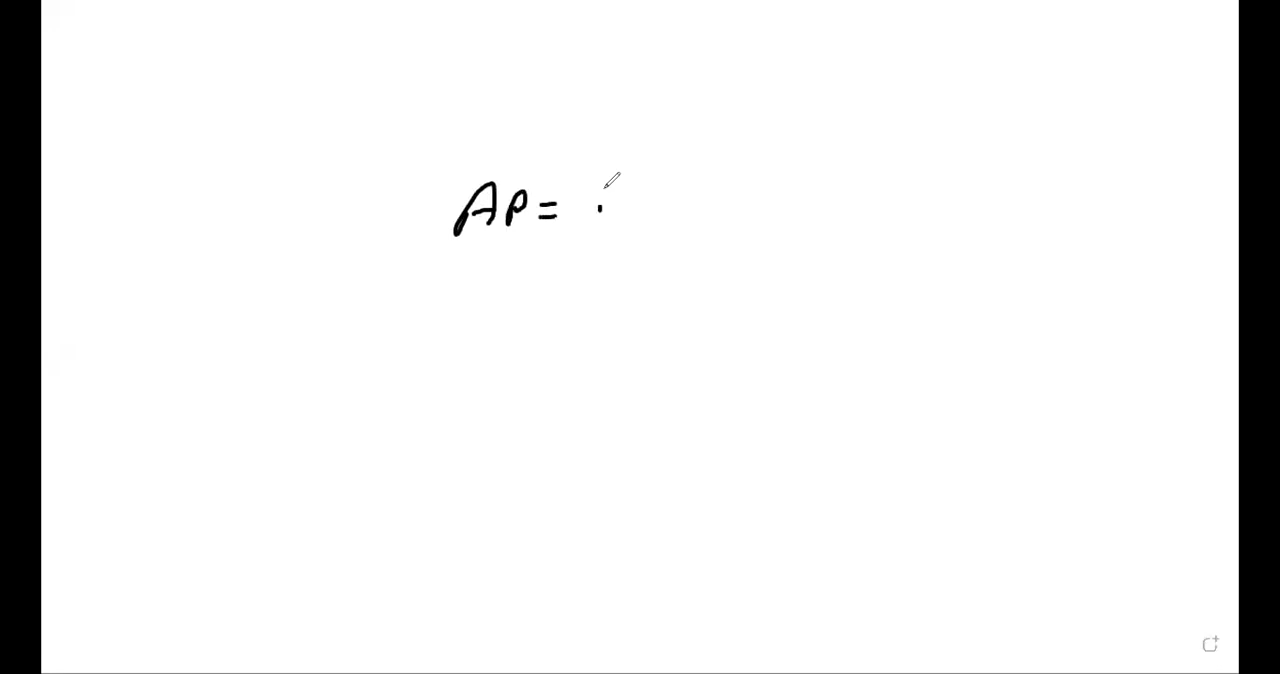 AP = .